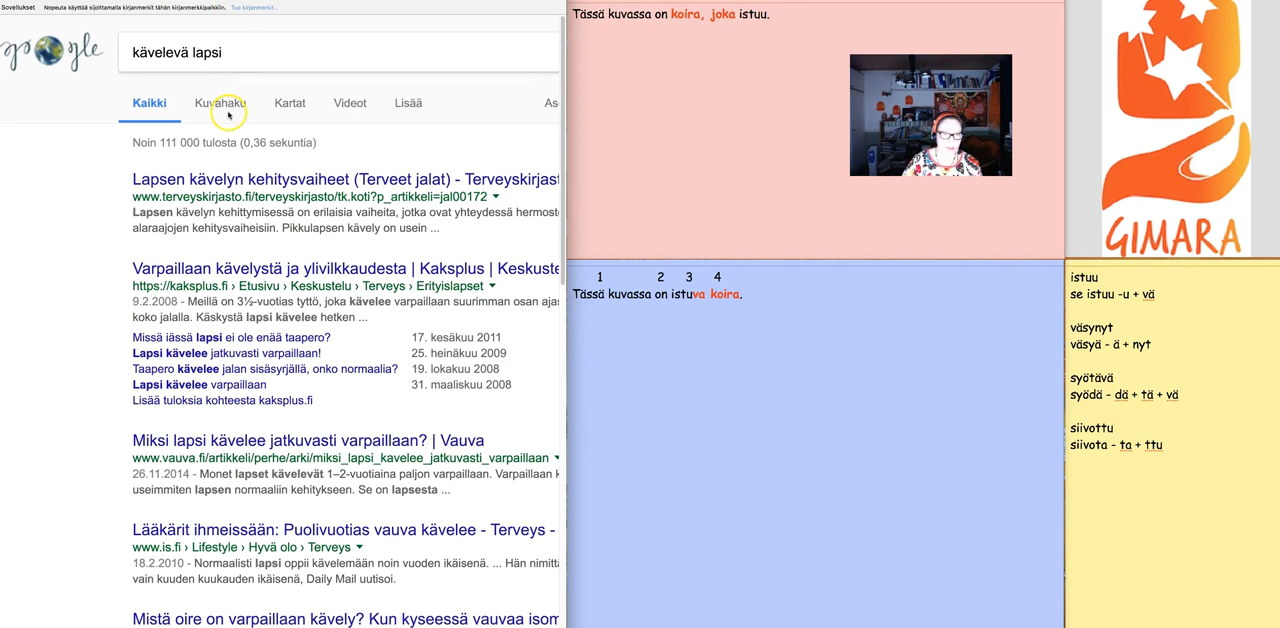 Sovellukset Nopeuta käyttöä sijoittamalla kirjanmerkit tähän kirjanmerkkipalkkiin. Tuo kirjanmerkit...
google
kävelevä lapsi
Kaikki Kuvahaku Kartat Videot Lisää As
Noin 111 000 tulosta (0,36 sekuntia)
Lapsen kävelyn kehitysvaiheet (Terveet jalat) - Terveyskirjast
www.terveyskirjasto.fi/terveyskirjasto/tk.koti?p_artikkeli=jal00172
Lapsen kävelyn kehittymisessä on erilaisia vaiheita, jotka ovat yhteydessä hermost
alaraajojen kehitysvaiheisiin. Pikkulapsen kävely on usein ...
Varpaillaan kävelystä ja ylivilkkaudesta | Kaksplus | Keskuste
https://kaksplus.fi › Etusivu › Keskustelu › Terveys › Erityislapset
9.2.2008 - Meillä on 3½-vuotias tyttö, joka kävelee varpaillaan suurimman osan ajas
koko jalalla. Käskystä lapsi kävelee hetken ...
Missä iässä lapsi ei ole enää taapero? 17. kesäkuu 2011
Lapsi kävelee jatkuvasti varpaillaan! 25. heinäkuu 2009
Taapero kävelee jalan sisäsyrjällä, onko normaalia? 19. lokakuu 2008
Lapsi kävelee varpaillaan 31. maaliskuu 2008
Lisää tuloksia kohteesta kaksplus.fi
Miksi lapsi kävelee jatkuvasti varpaillaan? | Vauva
www.vauva.fi/artikkeli/perhe/arki/miksi_lapsi_kavelee_jatkuvasti_varpaillaan
26.11.2014 - Monet lapset kävelevät 1–2-vuotiaina paljon varpaillaan. Varpaillaan k
useimmiten lapsen normaaliin kehitykseen. Se on lapsesta ...
Lääkärit ihmeissään: Puolivuotias vauva kävelee - Terveys -
www.is.fi › Lifestyle › Hyvä olo › Terveys
18.2.2010 - Normaalisti lapsi oppii kävelemään noin vuoden ikäisenä. ... Hän nimitta
vain kuuden kuukauden ikäisenä, Daily Mail uutisoi.
Mistä oire on varpaillaan kävely? Kun kyseessä vauvaa isom
Tässä kuvassa on koira, joka istuu.
1 2 3 4
Tässä kuvassa on istuva koira.
GIMARA
istuu
se istuu -u + vä
väsynyt
väsyä - ä + nyt
syötävä
syödä - dä + tä + vä
siivottu
siivota - ta + ttu